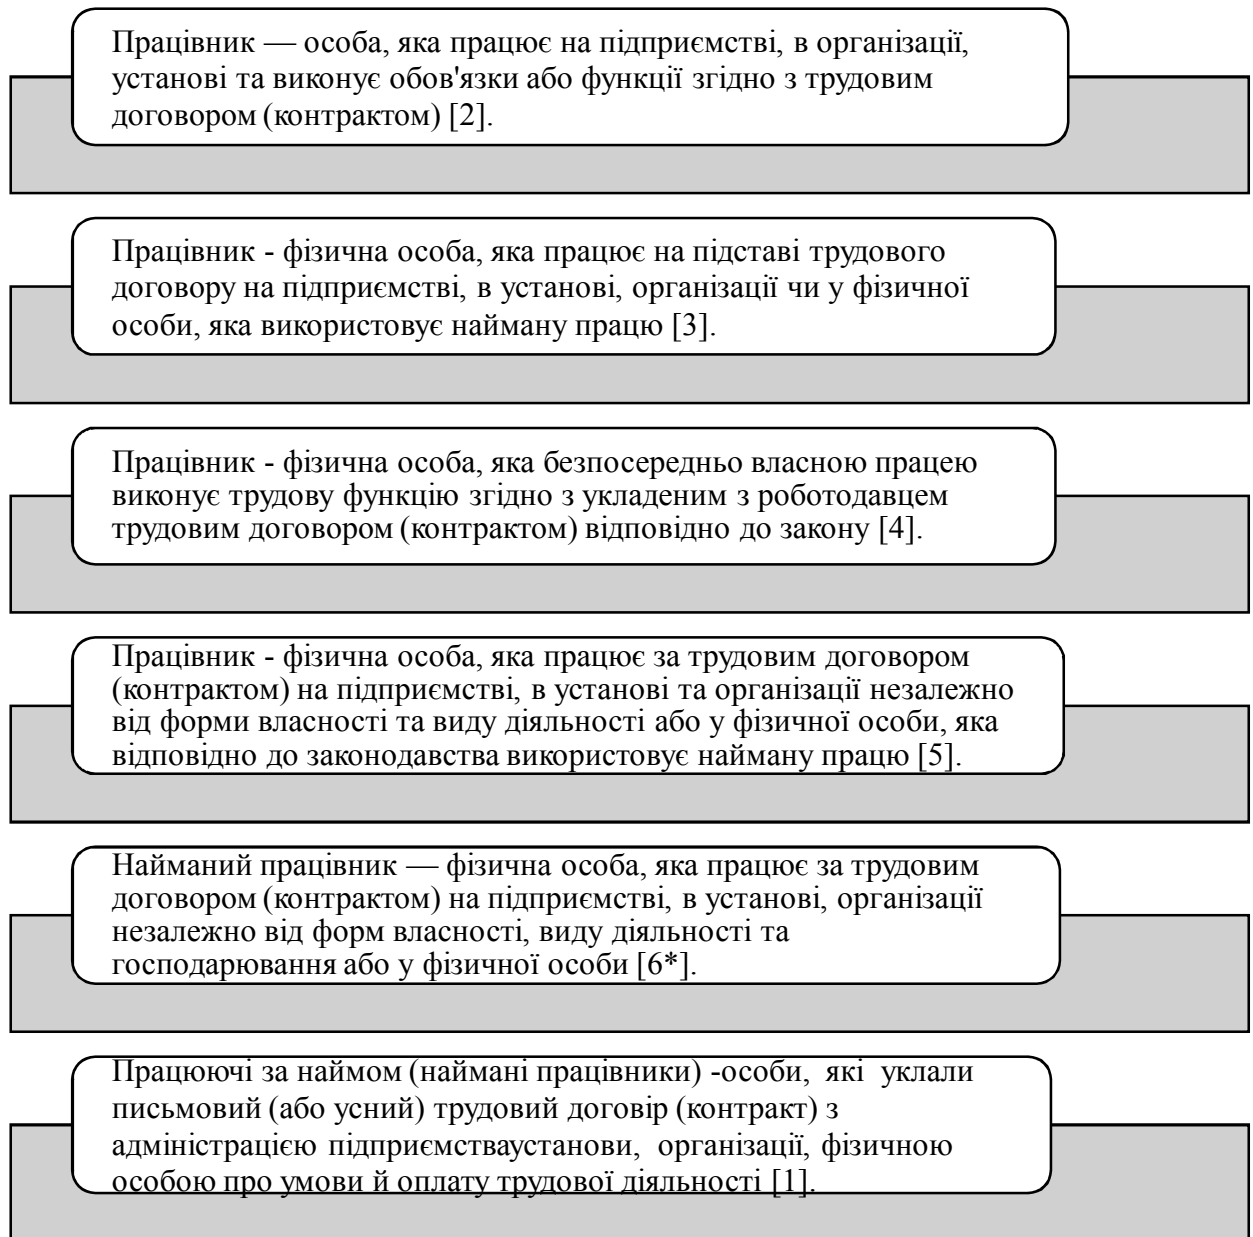 Працівник — особа, яка працює на підприємстві, в організації,
установі та виконує обов'язки або функції згідно з трудовим
договором (контрактом) [2].
Працівник - фізична особа, яка працює на підставі трудового
договору на підприємстві, в установі, організації чи у фізичної
особи, яка використовує найману працю [3].
Працівник - фізична особа, яка безпосередньо власною працею
виконує трудову функцію згідно з укладеним з роботодавцем
трудовим договором (контрактом) відповідно до закону [4].
Працівник - фізична особа, яка працює за трудовим договором
(контрактом) на підприємстві, в установі та організації незалежно
від форми власності та виду діяльності або у фізичної особи, яка
відповідно до законодавства використовує найману працю [5].
Найманий працівник — фізична особа, яка працює за трудовим
договором (контрактом) на підприємстві, в установі, організації
незалежно від форм власності, виду діяльності та
господарювання або у фізичної особи [6*].
Працюючі за наймом (наймані працівники) -особи, які уклали
письмовий (або усний) трудовий договір (контракт) з
адміністрацією підприємстваустанови, організації, фізичною
особою про умови й оплату трудової діяльності [1].